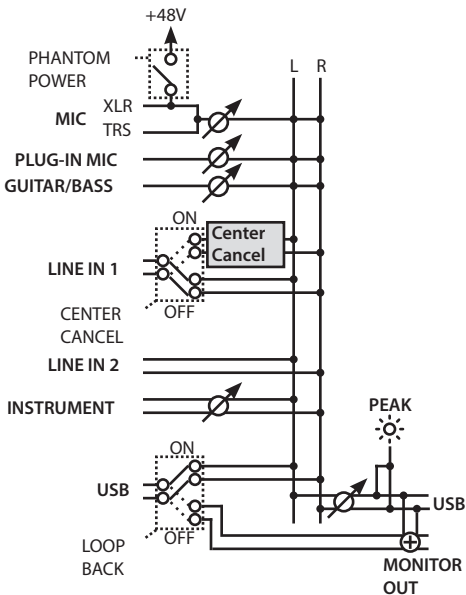 +48V
PHANTOM
POWER
L R
XLR
MIC
TRS
PLUG-IN MIC
GUITAR/BASS
ON
Center
Cancel
LINE IN 1
OFF
CENTER
CANCEL
LINE IN 2
INSTRUMENT
PEAK
ON
USB
USB
OFF
LOOP
BACK
MONITOR
OUT